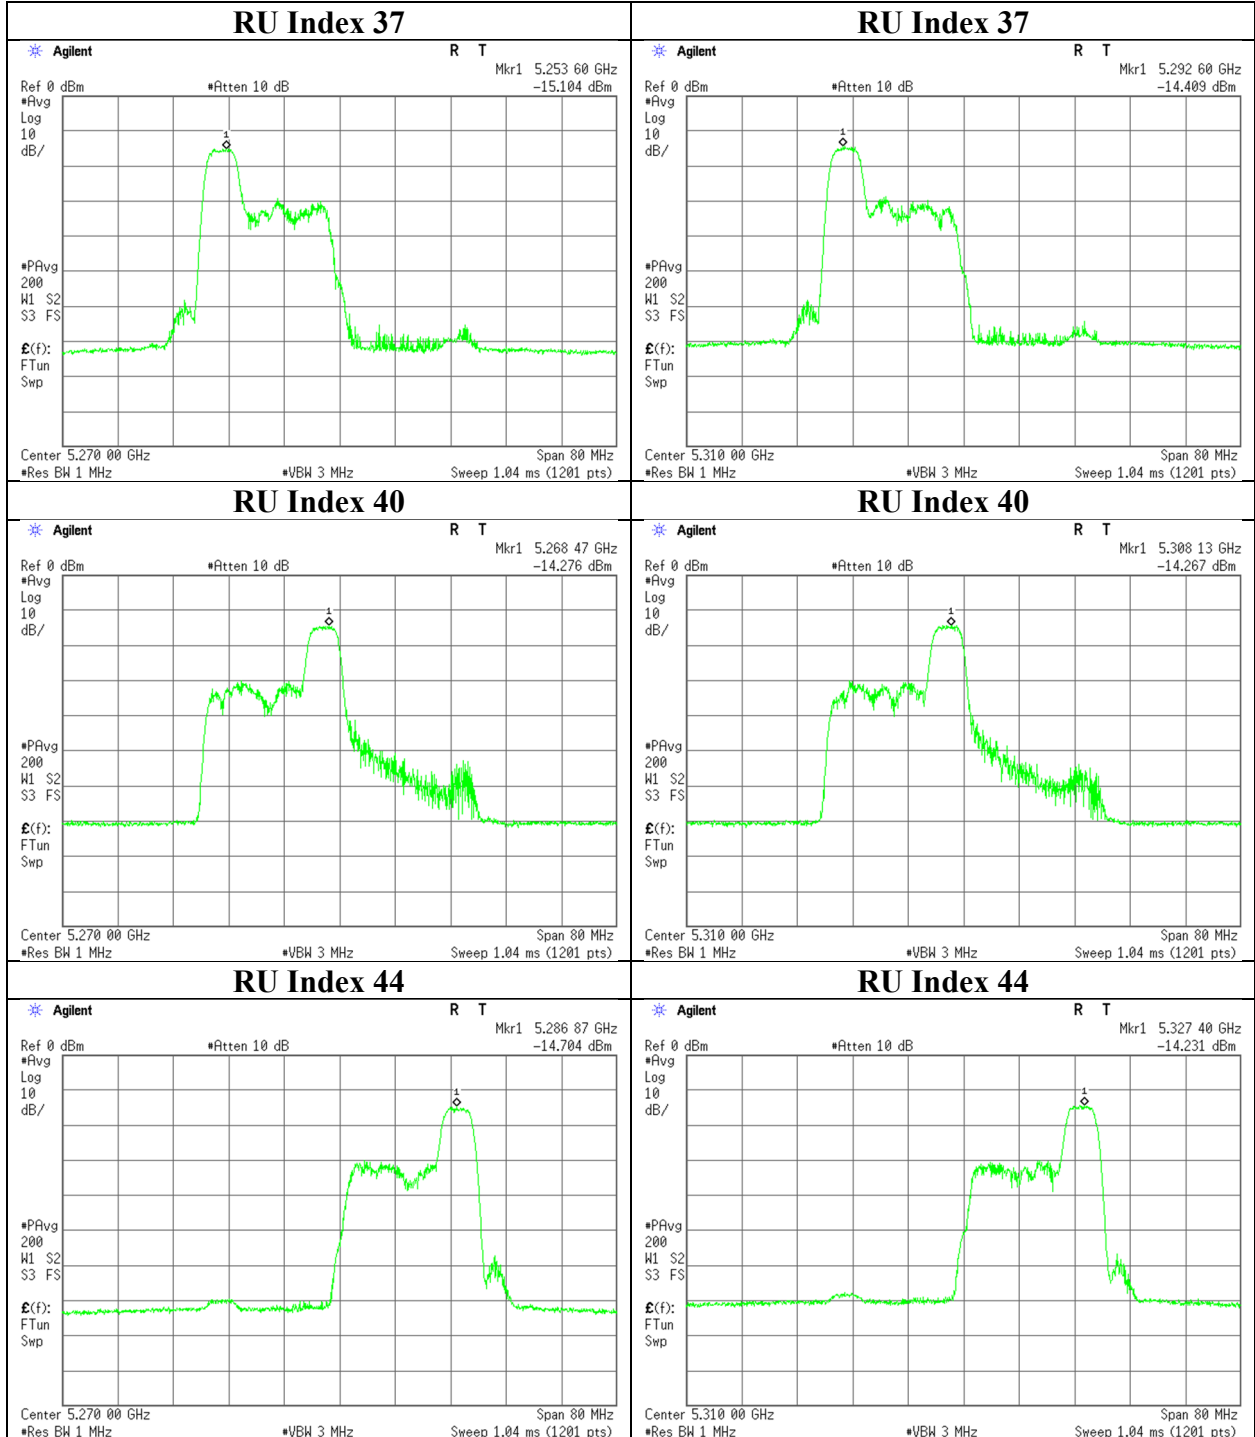 RU Index 37
Agilent R T
Mkr1 5.253 60 GHz
Ref 0 dBm #Atten 10 dB -15.104 dBm
#Avg
Log
10
dB/
1
#PAvg
200
W1 S2
S3 FS
£(f):
FTun
Swp
Center 5.270 00 GHz Span 80 MHz
#Res BW 1 MHz #VBW 3 MHz Sweep 1.04 ms (1201 pts)
RU Index 37
Agilent R T
Mkr1 5.292 60 GHz
Ref 0 dBm #Atten 10 dB -14.409 dBm
#Avg
Log
10
dB/
1
#PAvg
200
W1 S2
S3 FS
£(f):
FTun
Swp
Center 5.310 00 GHz Span 80 MHz
#Res BW 1 MHz #VBW 3 MHz Sweep 1.04 ms (1201 pts)
RU Index 40
Agilent R T
Mkr1 5.268 47 GHz
Ref 0 dBm #Atten 10 dB -14.276 dBm
#Avg
Log
10
dB/
1
#PAvg
200
W1 S2
S3 FS
£(f):
FTun
Swp
Center 5.270 00 GHz Span 80 MHz
#Res BW 1 MHz #VBW 3 MHz Sweep 1.04 ms (1201 pts)
RU Index 40
Agilent R T
Mkr1 5.308 13 GHz
Ref 0 dBm #Atten 10 dB -14.267 dBm
#Avg
Log
10
dB/
1
#PAvg
200
W1 S2
S3 FS
£(f):
FTun
Swp
Center 5.310 00 GHz Span 80 MHz
#Res BW 1 MHz #VBW 3 MHz Sweep 1.04 ms (1201 pts)
RU Index 44
Agilent R T
Mkr1 5.286 87 GHz
Ref 0 dBm #Atten 10 dB -14.704 dBm
#Avg
Log
10
dB/
1
#PAvg
200
W1 S2
S3 FS
£(f):
FTun
Swp
Center 5.270 00 GHz Span 80 MHz
#Res BW 1 MHz #VBW 3 MHz Sweep 1.04 ms (1201 pts)
RU Index 44
Agilent R T
Mkr1 5.327 40 GHz
Ref 0 dBm #Atten 10 dB -14.231 dBm
#Avg
Log
10
dB/
1
#PAvg
200
W1 S2
S3 FS
£(f):
FTun
Swp
Center 5.310 00 GHz Span 80 MHz
#Res BW 1 MHz #VBW 3 MHz Sweep 1.04 ms (1201 pts)